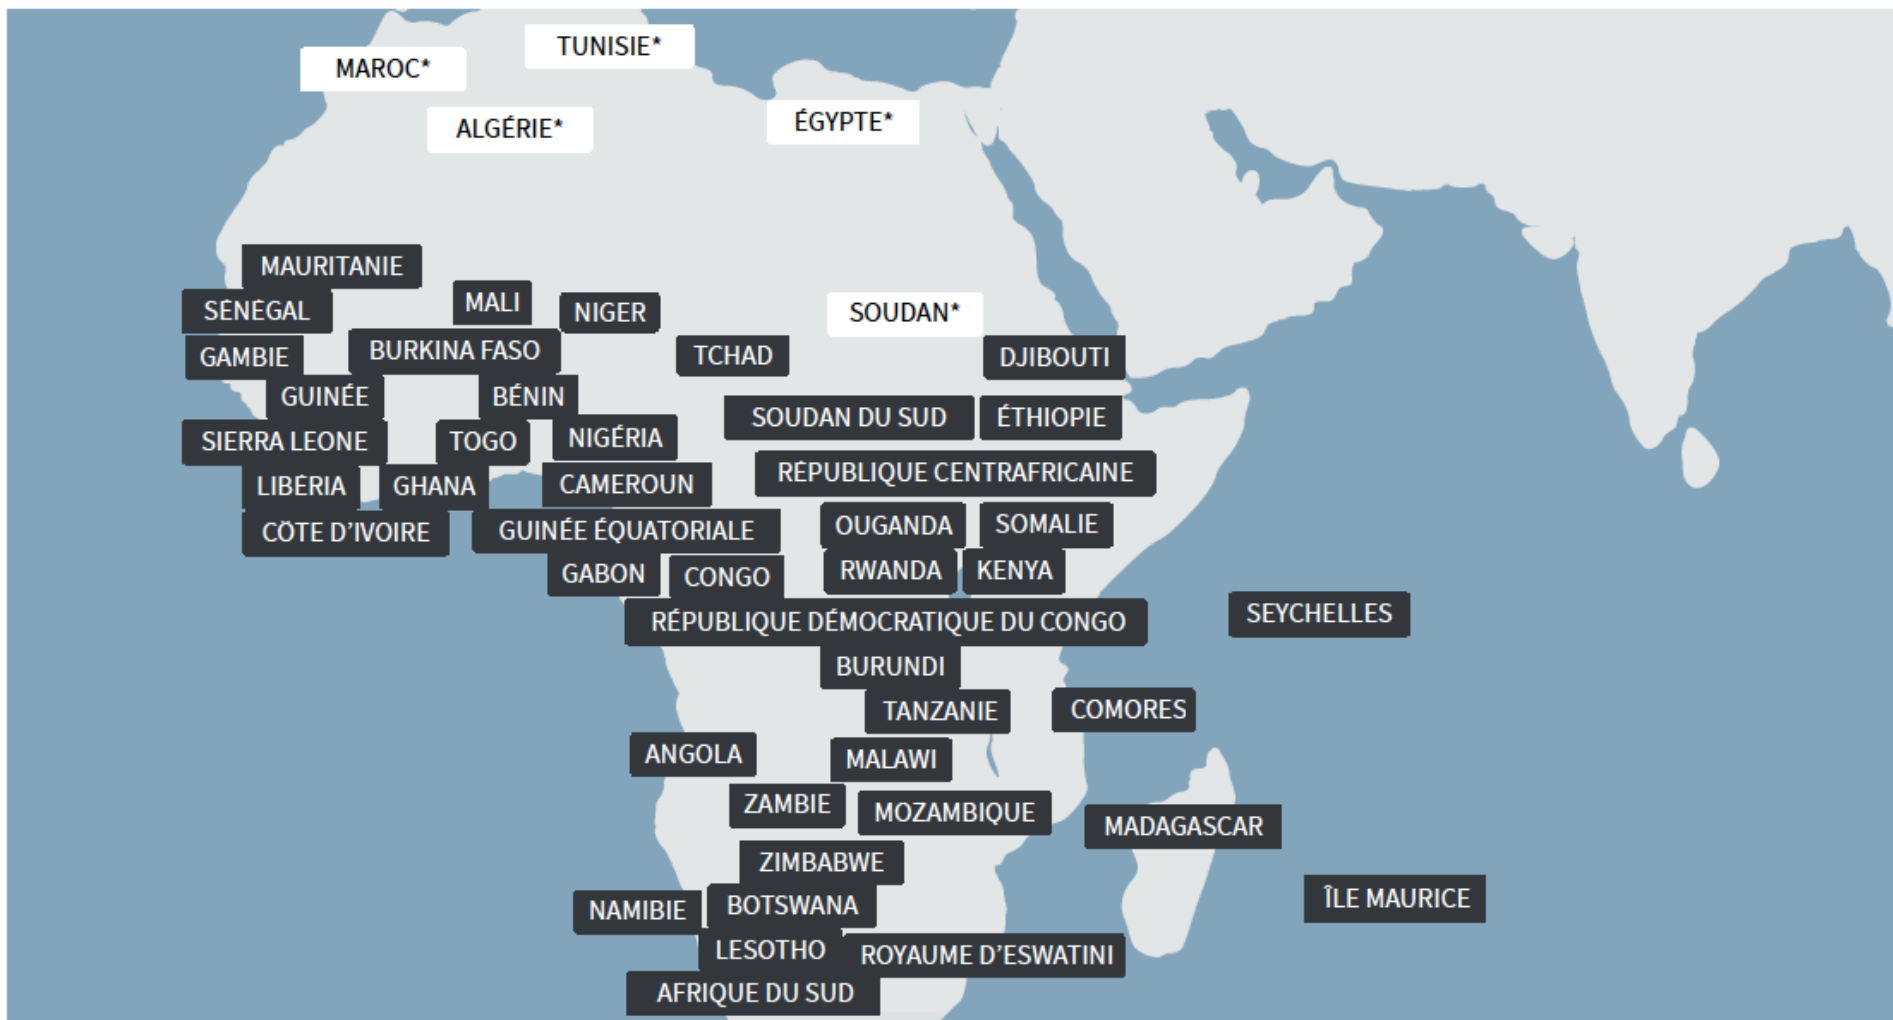 TUNISIE*
MAROC*
ALGÉRIE*
ÉGYPTE*
MAURITANIE
SÉNÉGAL
MALI
NIGER
SOUDAN*
GAMBIE
BURKINA FASO
TCHAD
DJIBOUTI
GUINÉE
BÉNIN
SOUDAN DU SUD
ÉTHIOPIE
SIERRA LEONE
TOGO
NIGÉRIA
RÉPUBLIQUE CENTRAFRICAINE
LIBÉRIA
GHANA
CAMEROUN
CÔTE D'IVOIRE
GUINÉE ÉQUATORIALE
OUGANDA
SOMALIE
GABON
CONGO
RWANDA
KENYA
RÉPUBLIQUE DÉMOCRATIQUE DU CONGO
SEYCHELLES
BURUNDI
TANZANIE
COMORES
ANGOLA
MALAWI
ZAMBIE
MOZAMBIQUE
MADAGASCAR
ZIMBABWE
NAMIBIE
BOTSWANA
ÎLE MAURICE
LESOTHO
ROYAUME D'ESWATINI
AFRIQUE DU SUD